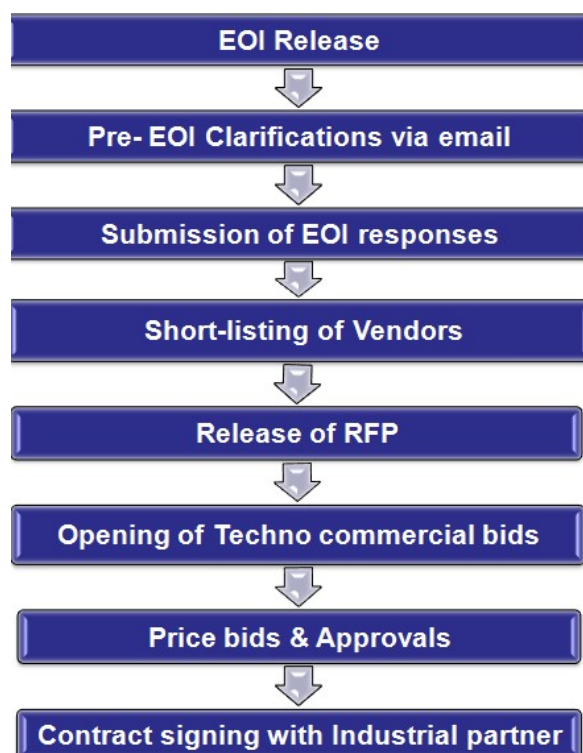 EOI Release
Pre- EOI Clarifications via email
Submission of EOI responses
Short-listing of Vendors
Release of RFP
Opening of Techno commercial bids
Price bids & Approvals
Contract signing with Industrial partner